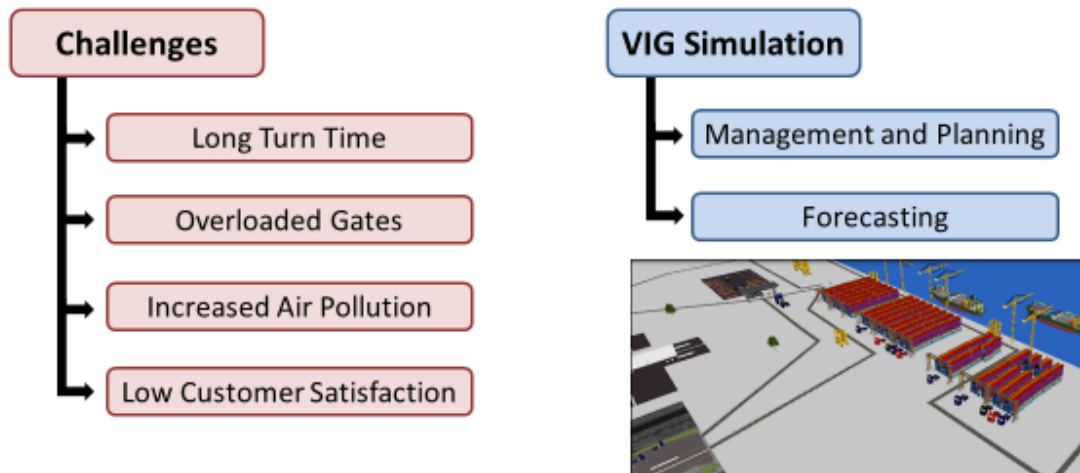 Challenges
Long Turn Time
Overloaded Gates
Increased Air Pollution
Low Customer Satisfaction
VIG Simulation
Management and Planning
Forecasting